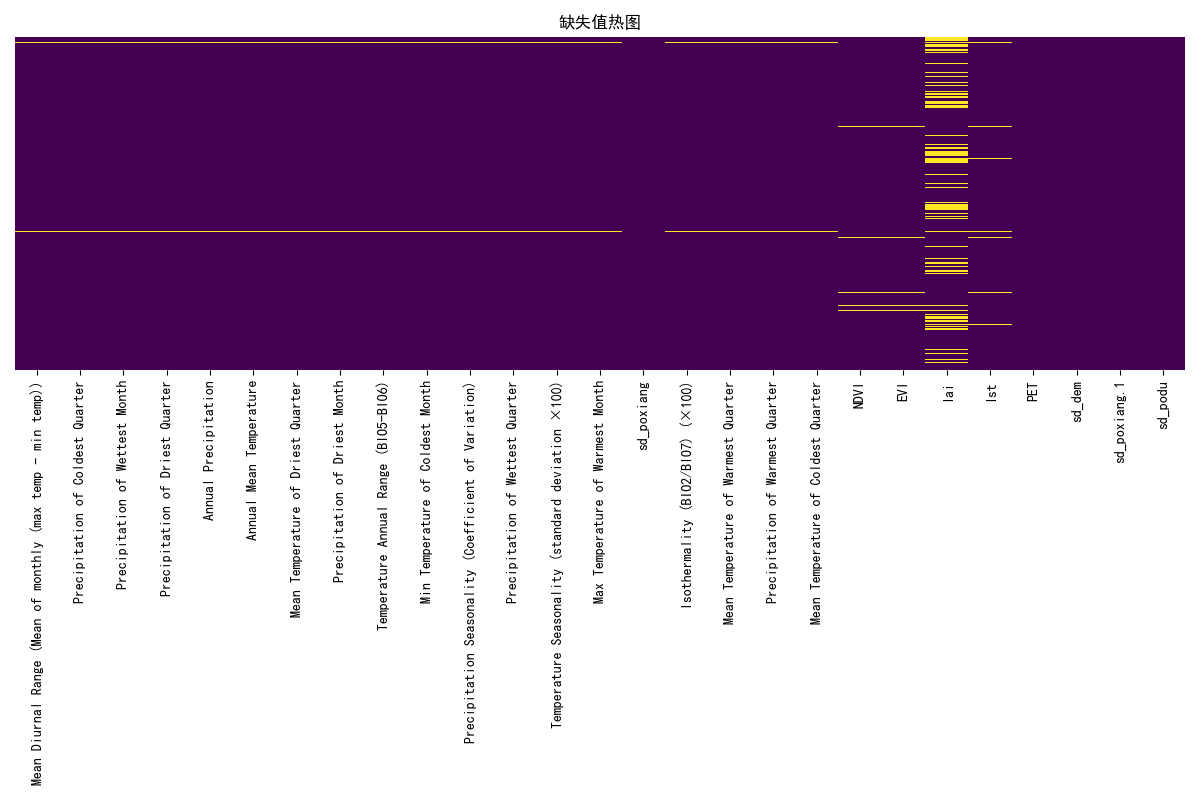 缺失值热图
Mean Diurnal Range (Mean of monthly (max temp - min temp))
Precipitation of Coldest Quarter
Precipitation of Wettest Month
Precipitation of Driest Quarter
Annual Precipitation
Annual Mean Temperature
Mean Temperature of Driest Quarter
Precipitation of Driest Month
Temperature Annual Range (BIO5-BIO6)
Min Temperature of Coldest Month
Precipitation Seasonality (Coefficient of Variation)
Precipitation of Wettest Quarter
Temperature Seasonality (standard deviation ×100)
Max Temperature of Warmest Month
sd_poxiang
Isothermality (BIO2/BIO7) (×100)
Mean Temperature of Warmest Quarter
Precipitation of Warmest Quarter
Mean Temperature of Coldest Quarter
NDVI
EVI
lai
lst
PET
sd_dem
sd_poxiang.1
sd_podu